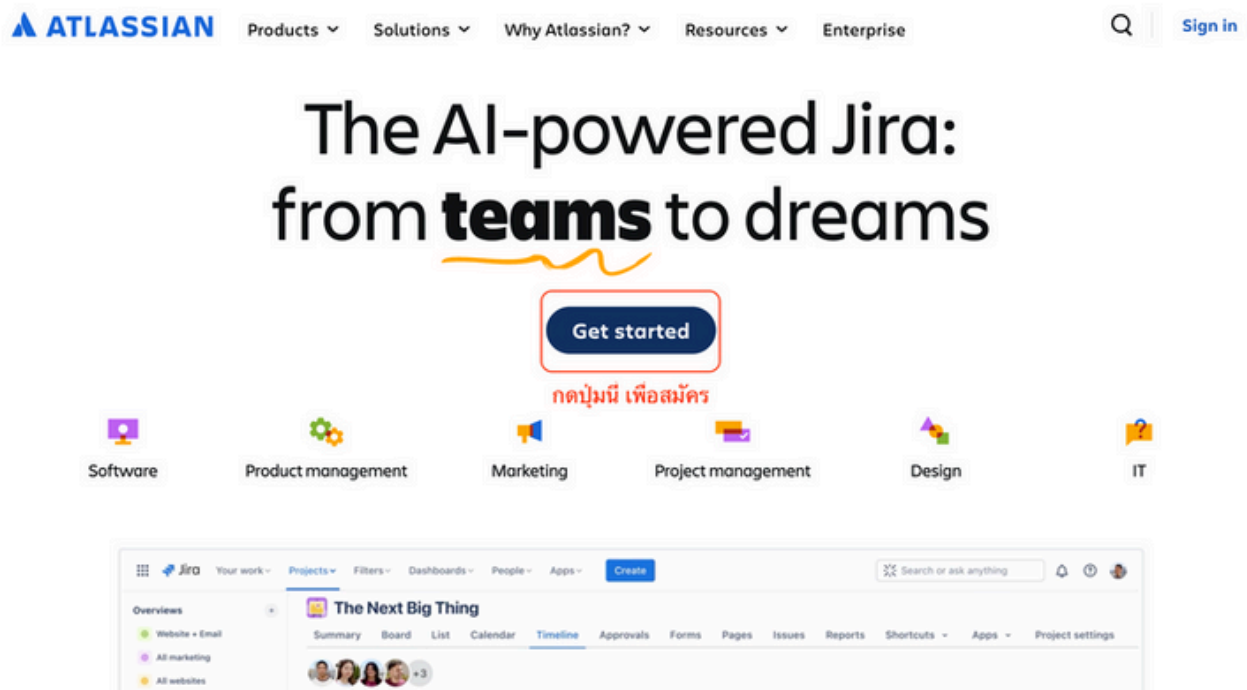 ATLASSIAN Products Solutions Why Atlassian? Resources Enterprise Sign in
The AI-powered Jira:
from teams to dreams
Get started
กดปุ่มนี้ เพื่อสมัคร
Software Product management Marketing Project management Design IT
Jira Your work Projects Filters Dashboards People Apps Create Search or ask anything
Overviews +
The Next Big Thing
Website + Email
Summary Board List Calendar Timeline Approvals Forms Pages Issues Reports Shortcuts Apps Project settings
All marketing
+3
All websites